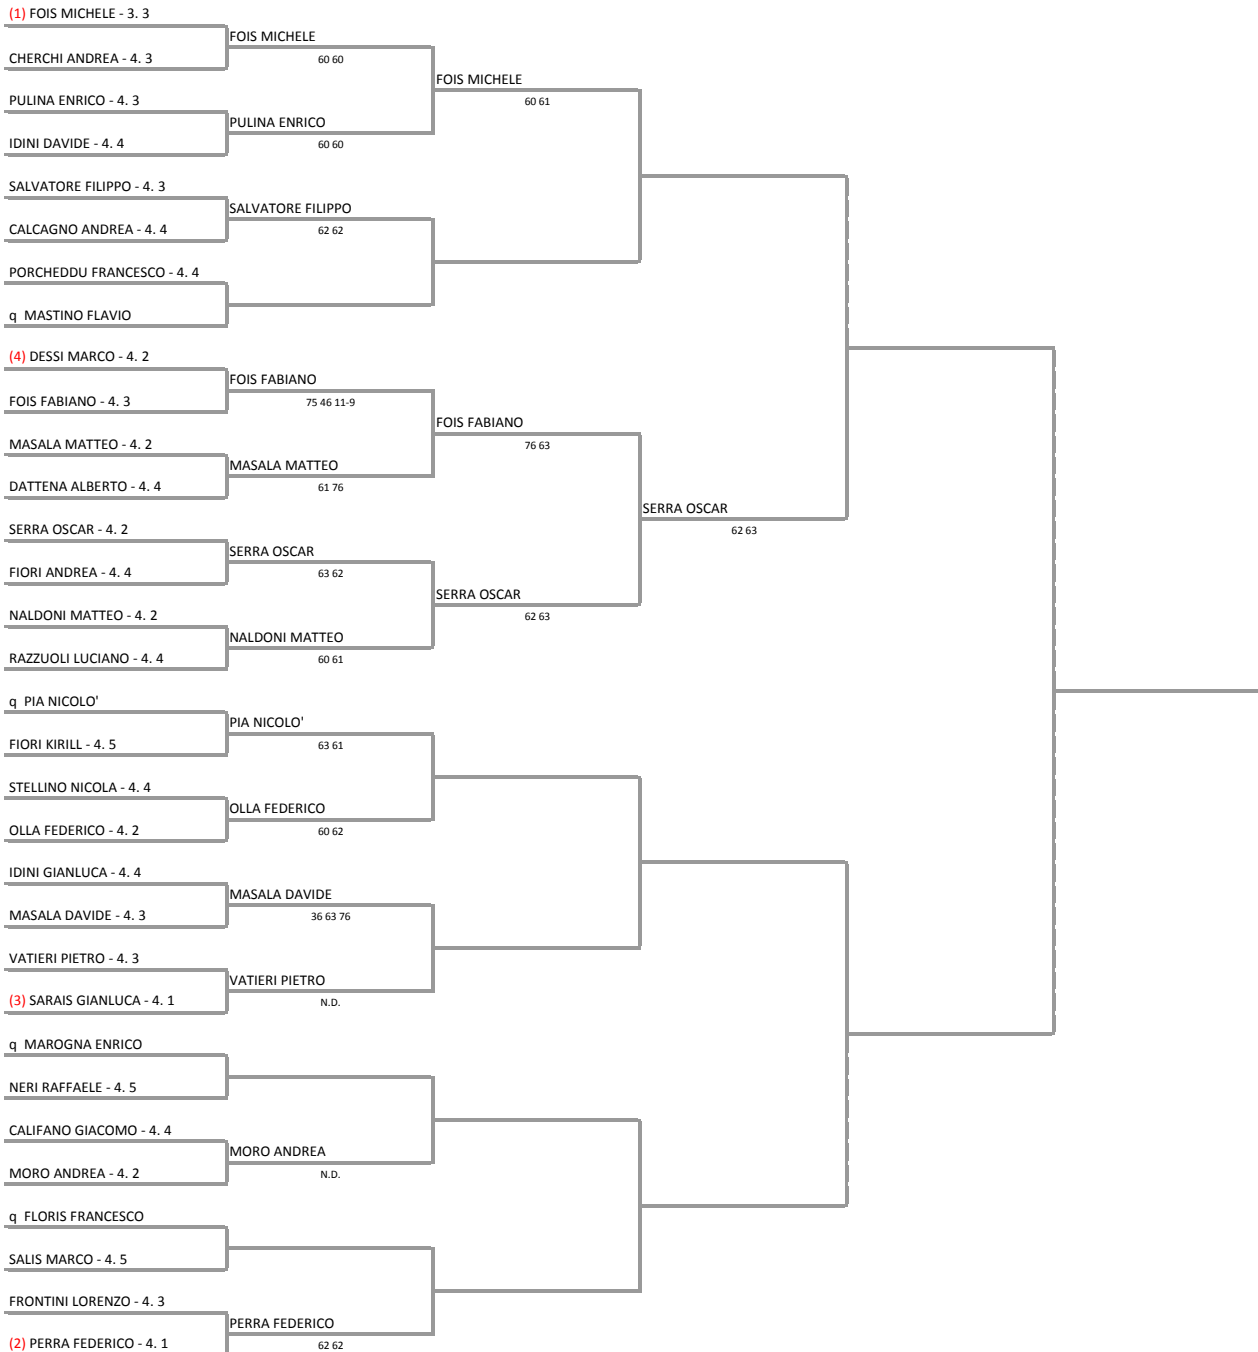 (1) FOIS MICHELE - 3. 3
FOIS MICHELE
CHERCHI ANDREA - 4. 3
60 60
FOIS MICHELE
PULINA ENRICO - 4. 3
60 61
PULINA ENRICO
IDINI DAVIDE - 4. 4
60 60
SALVATORE FILIPPO - 4. 3
SALVATORE FILIPPO
CALCAGNO ANDREA - 4. 4
62 62
PORCHEDDU FRANCESCO - 4. 4
q MASTINO FLAVIO
(4) DESSI MARCO - 4. 2
FOIS FABIANO
FOIS FABIANO - 4. 3
75 46 11-9
FOIS FABIANO
MASALA MATTEO - 4. 2
76 63
MASALA MATTEO
DATTENA ALBERTO - 4. 4
61 76
SERRA OSCAR
SERRA OSCAR - 4. 2
62 63
SERRA OSCAR
FIORI ANDREA - 4. 4
63 62
SERRA OSCAR
NALDONI MATTEO - 4. 2
62 63
NALDONI MATTEO
RAZZUOLI LUCIANO - 4. 4
60 61
q PIA NICOLO'
PIA NICOLO'
FIORI KIRILL - 4. 5
63 61
STELLINO NICOLA - 4. 4
OLLA FEDERICO
OLLA FEDERICO - 4. 2
60 62
IDINI GIANLUCA - 4. 4
MASALA DAVIDE
MASALA DAVIDE - 4. 3
36 63 76
VATIERI PIETRO - 4. 3
VATIERI PIETRO
(3) SARAIS GIANLUCA - 4. 1
N.D.
q MAROGNA ENRICO
NERI RAFFAELE - 4. 5
CALIFANO GIACOMO - 4. 4
MORO ANDREA
MORO ANDREA - 4. 2
N.D.
q FLORIS FRANCESCO
SALIS MARCO - 4. 5
FRONTINI LORENZO - 4. 3
PERRA FEDERICO
(2) PERRA FEDERICO - 4. 1
62 62